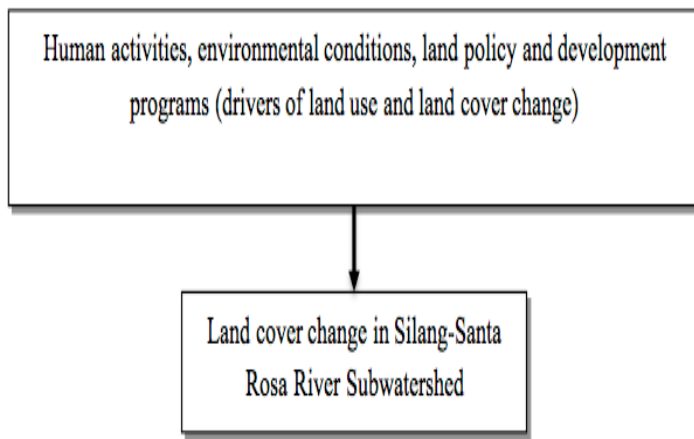 Human activities, environmental conditions, land policy and development
programs (drivers of land use and land cover change)
Land cover change in Silang-Santa
Rosa River Subwatershed